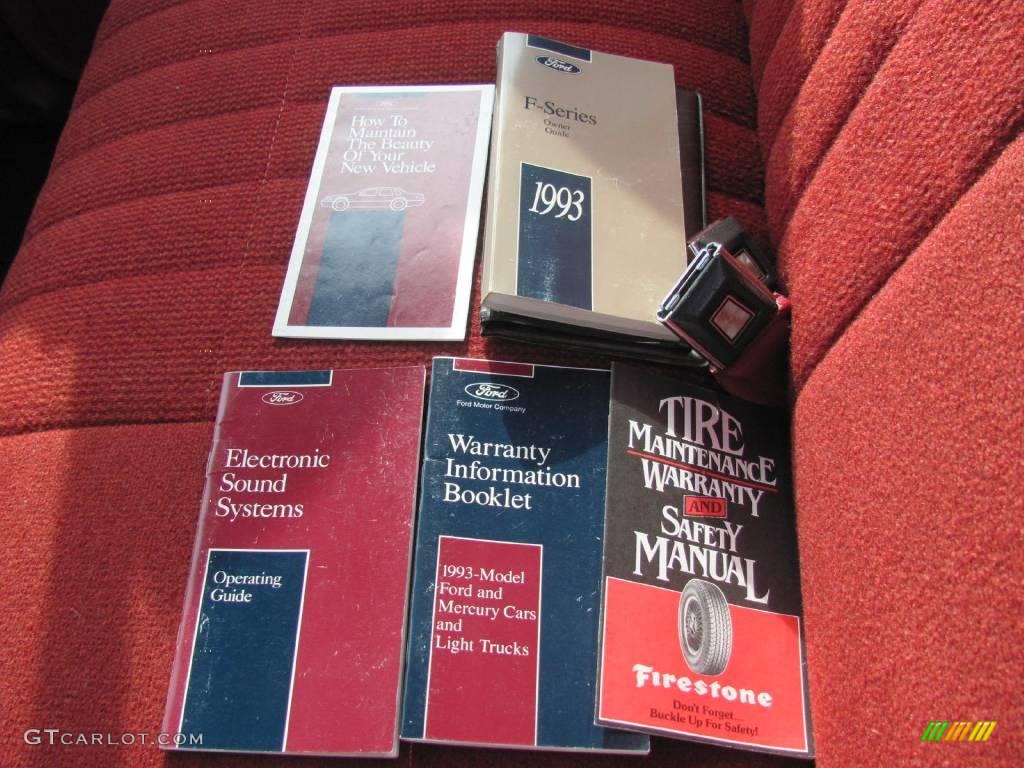 How To
Maintain
The Beauty
Of Your
New Vehicle
Ford
F-Series
Owner
Guide
1993
Ford
Electronic
Sound
Systems
Operating
Guide
Ford
Ford Motor Company
Warranty
Information
Booklet
1993-Model
Ford and
Mercury Cars
and
Light Trucks
TIRE
MAINTENANCE
WARRANTY
AND
SAFETY
MANUAL
Firestone
Don't Forget...
Buckle Up For Safety!
GTCARLOT.COM